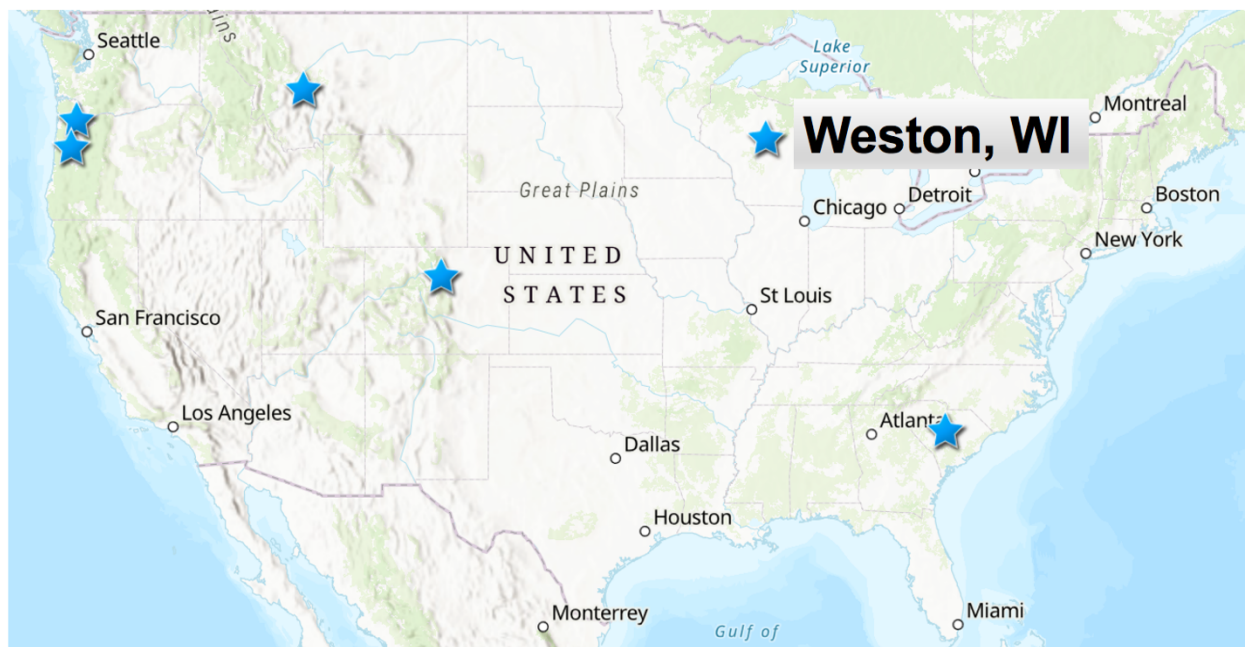 Seattle
Lake
Superior
Montreal
Weston, WI
Great Plains
Chicago
Detroit
Boston
New York
UNITED
STATES
St Louis
San Francisco
Los Angeles
Atlanta
Dallas
Houston
Monterrey
Miami
Gulf of